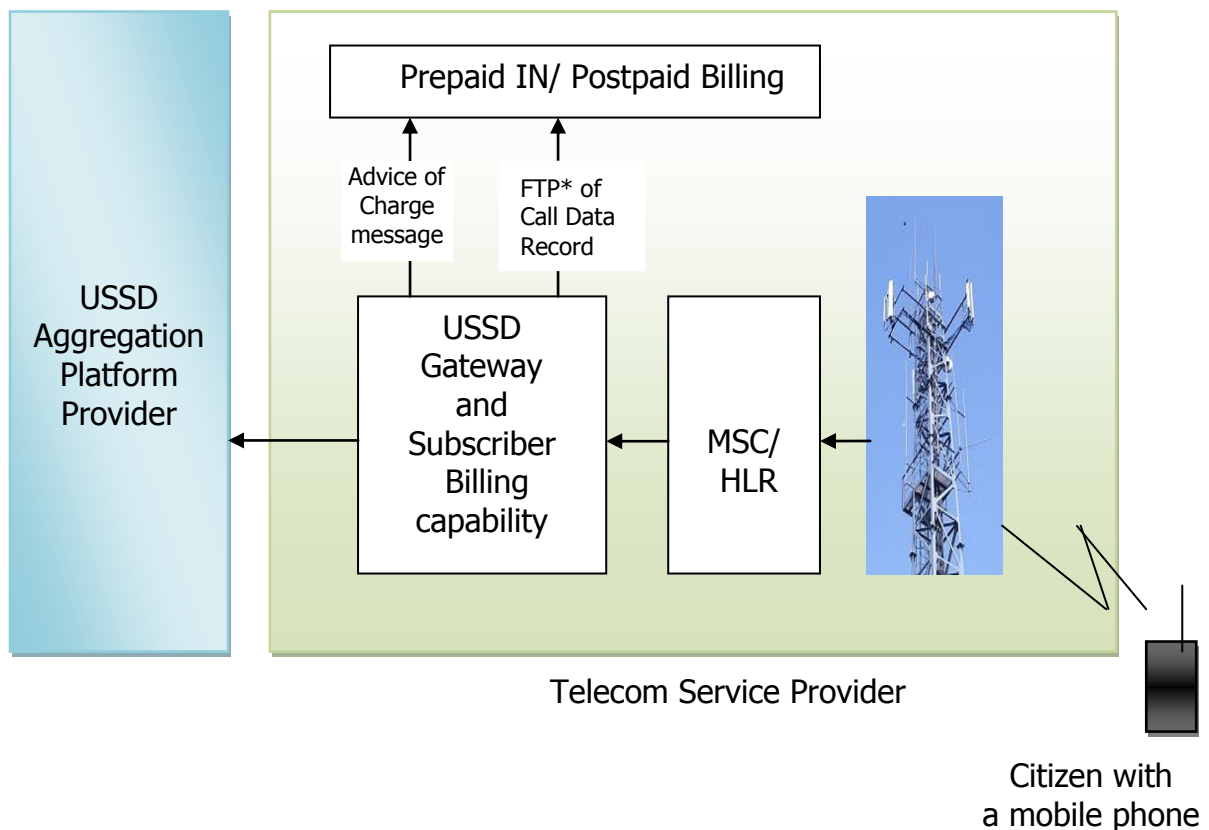 Prepaid IN/ Postpaid Billing
Advice of
Charge
message
FTP* of
Call Data
Record
USSD
Aggregation
Platform
Provider
USSD
Gateway
and
Subscriber
Billing
capability
MSC/
HLR
Telecom Service Provider
Citizen with
a mobile phone